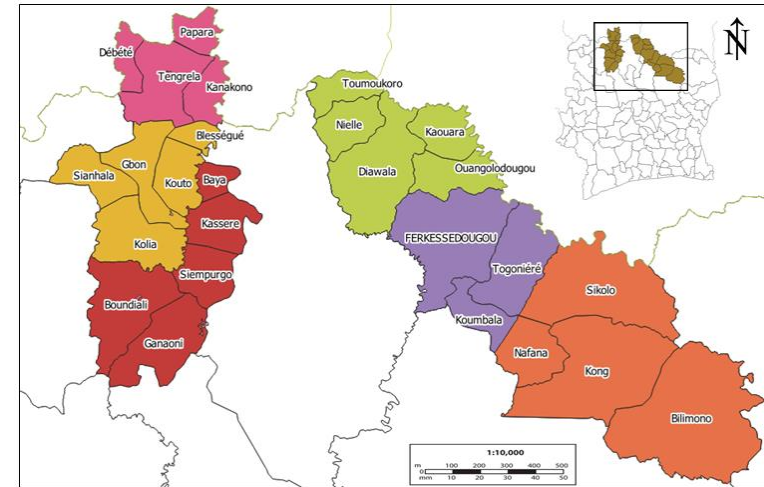 Papara
Débété
Tengrela
Kanakono
N
Toumoukoro
Nielle
Kaouara
Blességué
Gbon
Sianhala
Kouto
Baya
Diawala
Ouangolodougou
Kassere
Kolia
FERKESSEDOUGOU
Togoniéré
Siempurgo
Sikolo
Boundiali
Koumbala
Ganaoni
Nafana
Kong
Bilimono
1:10,000
m 100 200 300 400 500
0
mm 10 20 30 40 50